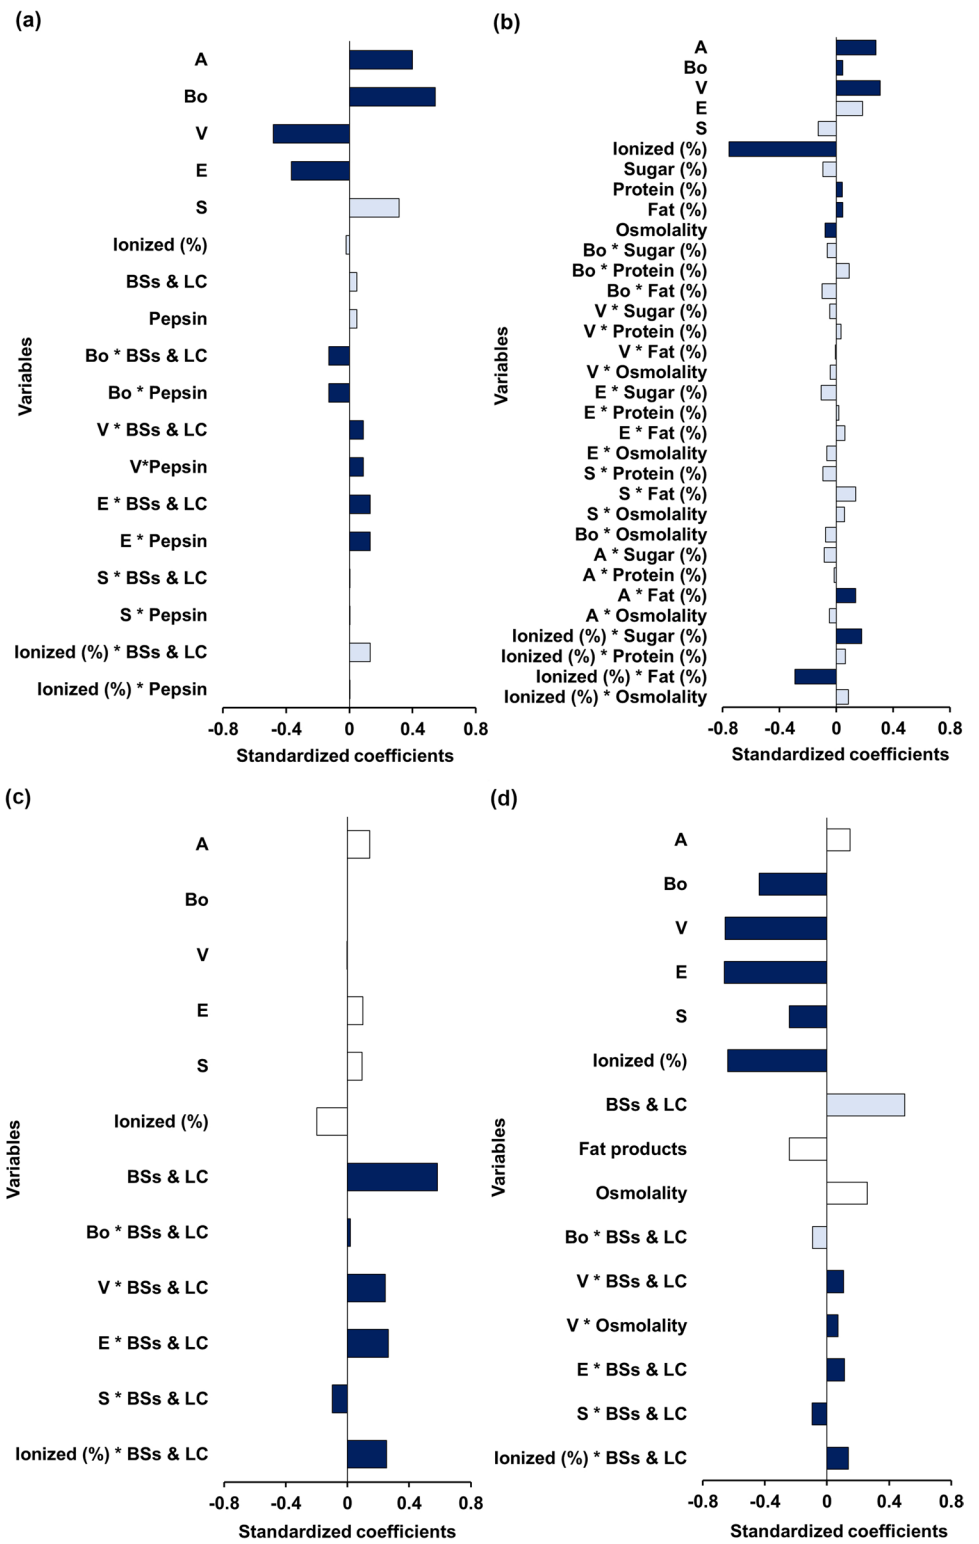 (a)
A
Bo
V
E
S
Ionized (%)
BSs & LC
Pepsin
Bo * BSs & LC
Bo * Pepsin
V * BSs & LC
V*Pepsin
E * BSs & LC
E * Pepsin
S * BSs & LC
S * Pepsin
Ionized (%) * BSs & LC
Ionized (%) * Pepsin
Variables
-0.8 -0.4 0 0.4 0.8
Standardized coefficients
(b)
A
Bo
V
E
S
Ionized (%)
Sugar (%)
Protein (%)
Fat (%)
Osmolality
Bo * Sugar (%)
Bo * Protein (%)
Bo * Fat (%)
V * Sugar (%)
V * Protein (%)
V * Fat (%)
V * Osmolality
E * Sugar (%)
E * Protein (%)
E * Fat (%)
E * Osmolality
S * Protein (%)
S * Fat (%)
S * Osmolality
Bo * Osmolality
A * Sugar (%)
A * Protein (%)
A * Fat (%)
A * Osmolality
Ionized (%) * Sugar (%)
Ionized (%) * Protein (%)
Ionized (%) * Fat (%)
Ionized (%) * Osmolality
Variables
-0.8 -0.4 0 0.4 0.8
Standardized coefficients
(c)
A
Bo
V
E
S
Ionized (%)
BSs & LC
Bo * BSs & LC
V * BSs & LC
E * BSs & LC
S * BSs & LC
Ionized (%) * BSs & LC
Variables
-0.8 -0.4 0 0.4 0.8
Standardized coefficients
(d)
A
Bo
V
E
S
Ionized (%)
BSs & LC
Fat products
Osmolality
Bo * BSs & LC
V * BSs & LC
V * Osmolality
E * BSs & LC
S * BSs & LC
Ionized (%) * BSs & LC
Variables
-0.8 -0.4 0 0.4 0.8
Standardized coefficients